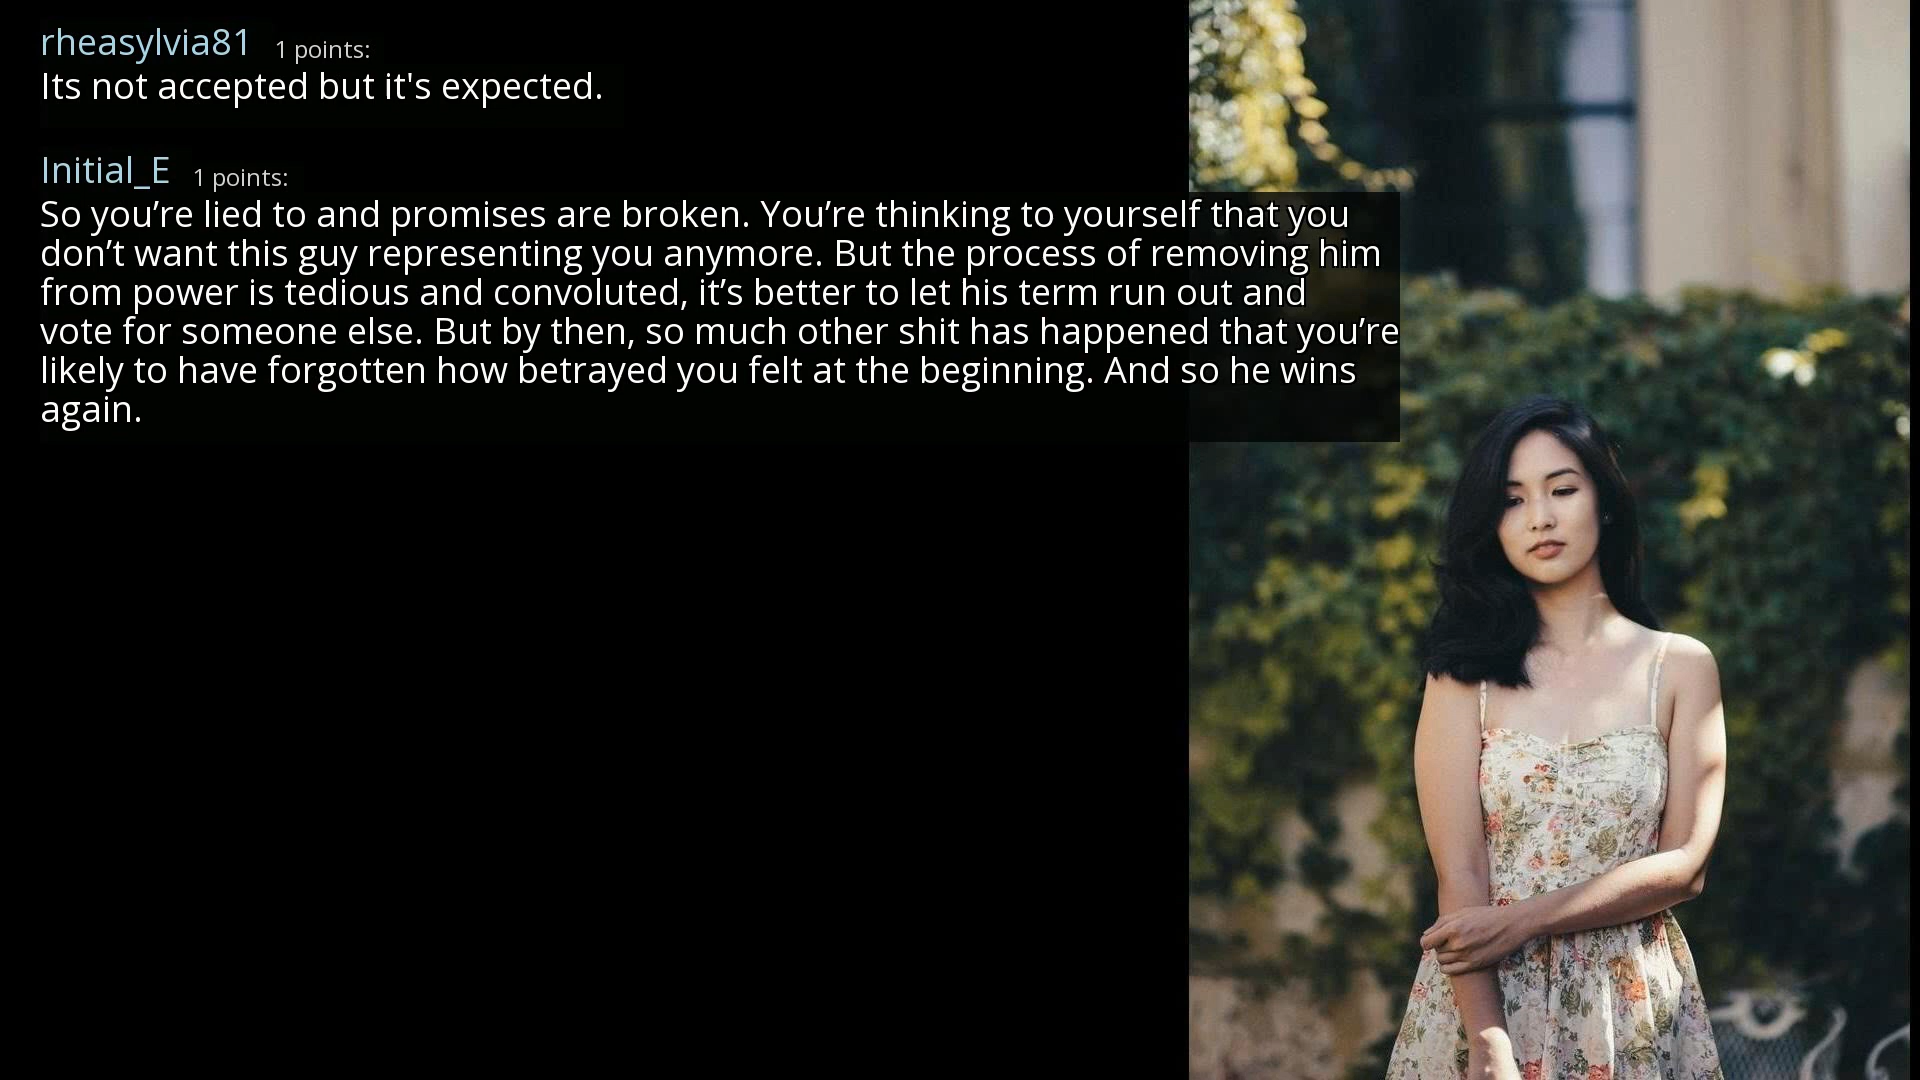 rheasylvia81 1 points:
Its not accepted but it's expected.
Initial_E 1 points:
So you’re lied to and promises are broken. You’re thinking to yourself that you
don’t want this guy representing you anymore. But the process of removing him
from power is tedious and convoluted, it’s better to let his term run out and
vote for someone else. But by then, so much other shit has happened that you’re
likely to have forgotten how betrayed you felt at the beginning. And so he wins
again.